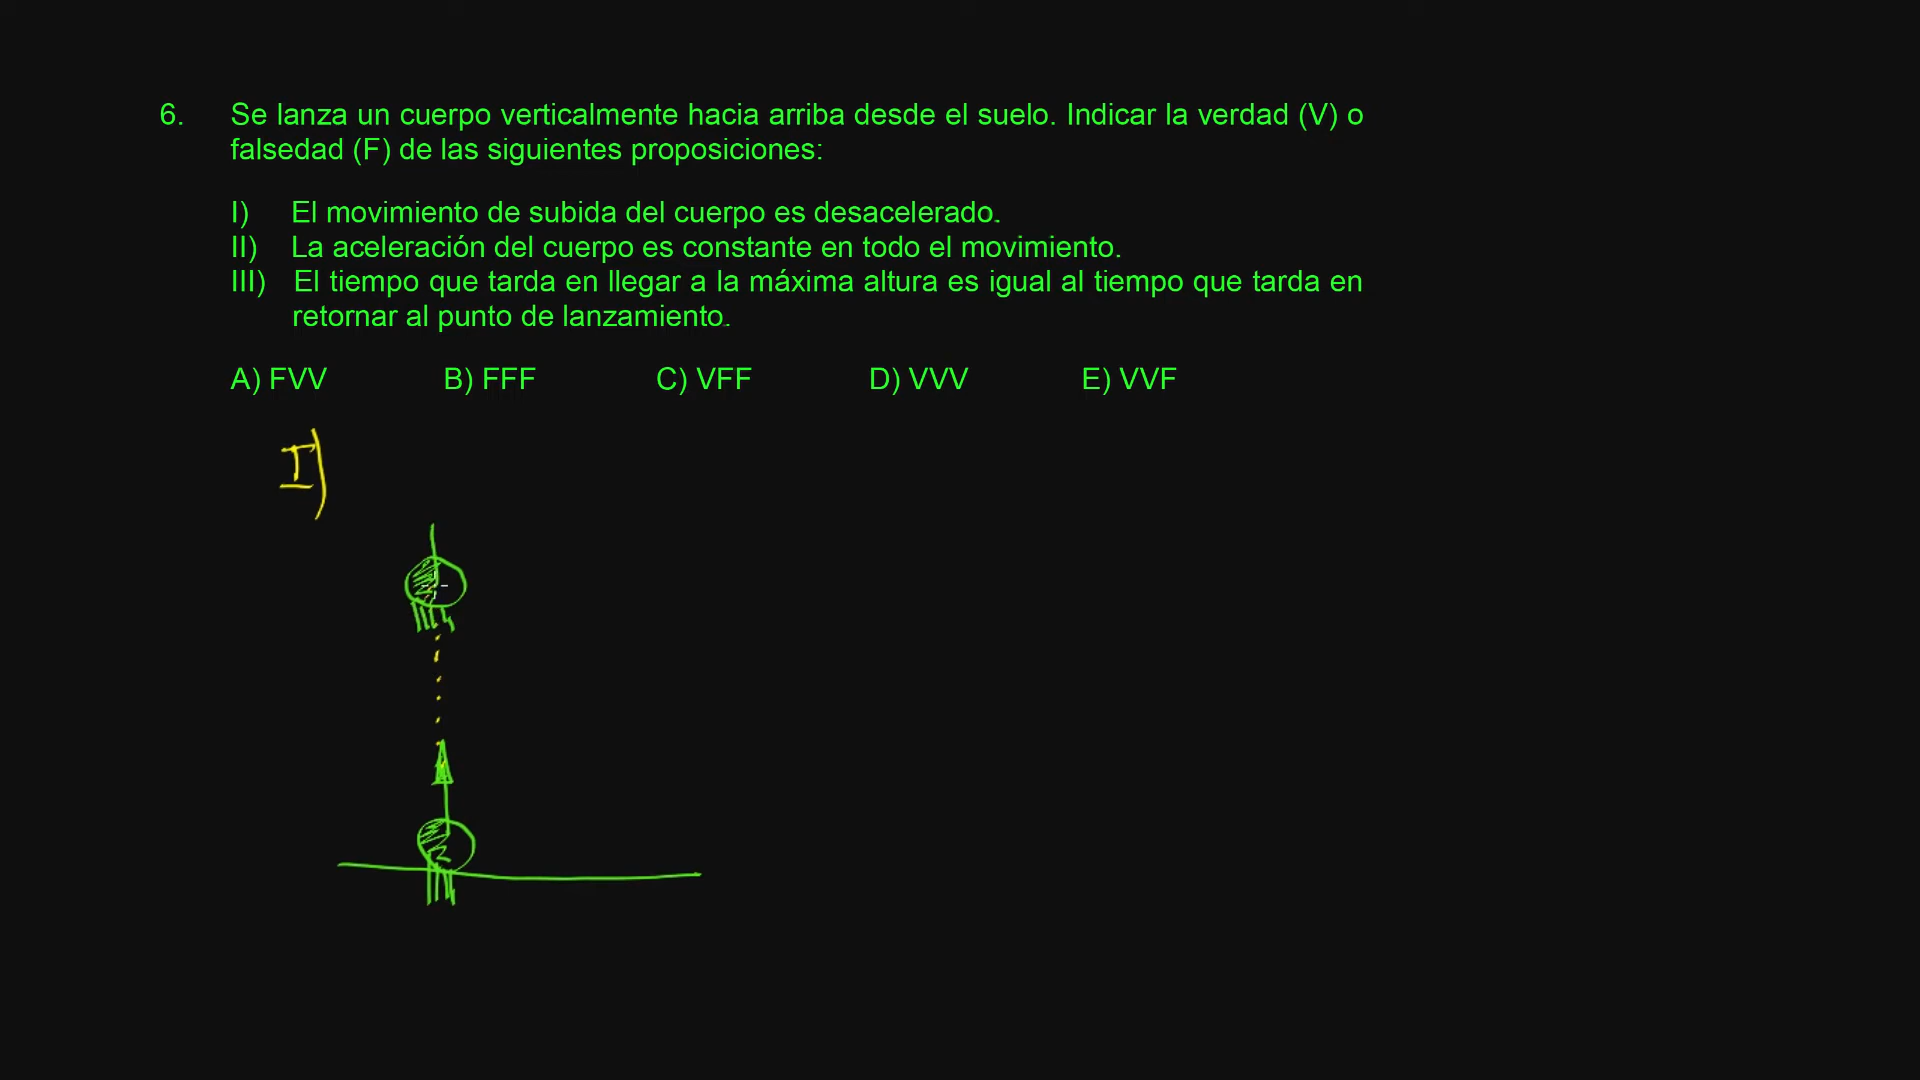 6. Se lanza un cuerpo verticalmente hacia arriba desde el suelo. Indicar la verdad (V) o
falsedad (F) de las siguientes proposiciones:
I) El movimiento de subida del cuerpo es desacelerado.
II) La aceleración del cuerpo es constante en todo el movimiento.
III) El tiempo que tarda en llegar a la máxima altura es igual al tiempo que tarda en
retornar al punto de lanzamiento.
A) FVV B) FFF C) VFF D) VVV E) VVF
I)